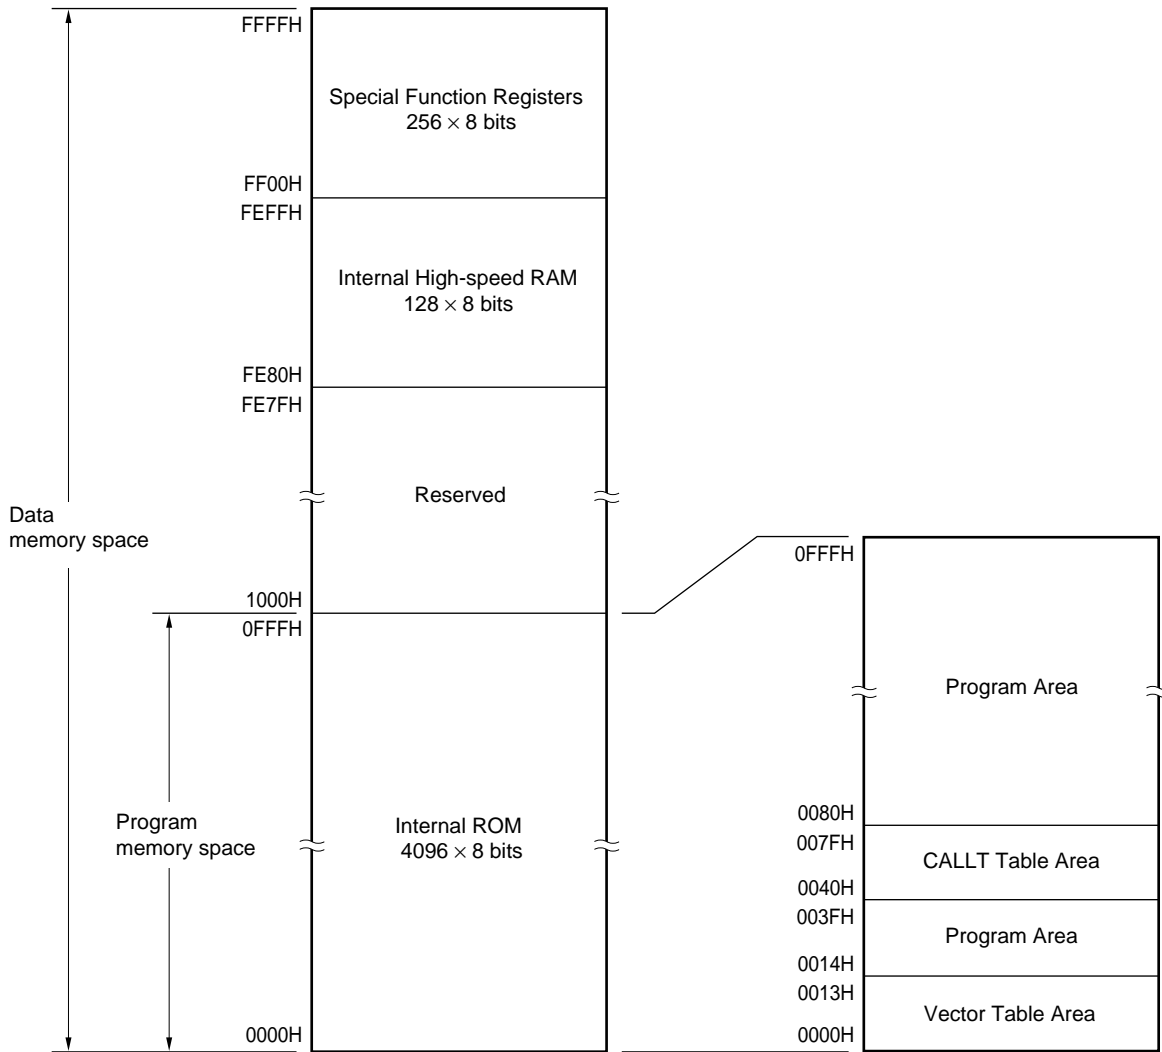 FFFFH
Special Function Registers
256 × 8 bits
FF00H
FEFFH
Internal High-speed RAM
128 × 8 bits
FE80H
FE7FH
Reserved
Data
memory space
1000H
0FFFH
Program
memory space
Internal ROM
4096 × 8 bits
0000H
0FFFH
Program Area
0080H
007FH
CALLT Table Area
0040H
003FH
Program Area
0014H
0013H
Vector Table Area
0000H